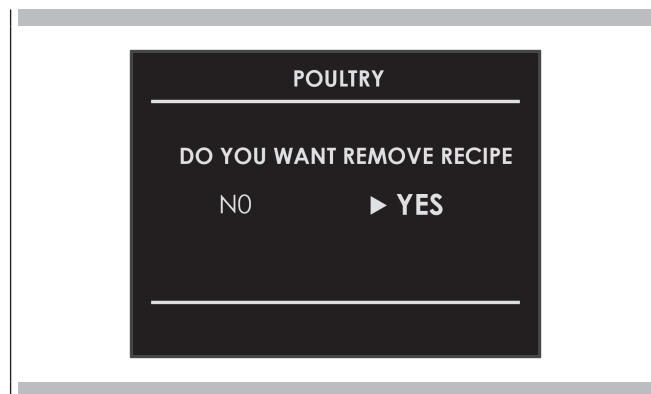 POULTRY
DO YOU WANT REMOVE RECIPE
N0 ▶ YES